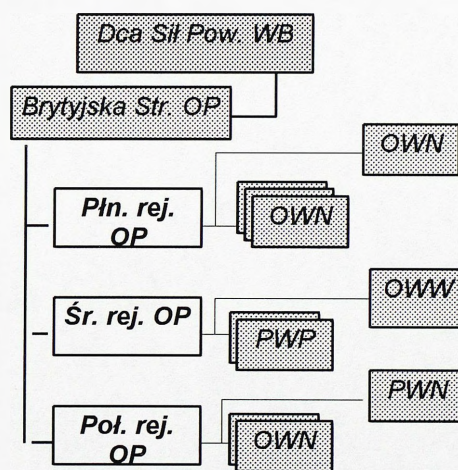 Dca Sił Pow. WB
Brytyjska Str. OP
OWN
Płn. rej.
OP
OWN
OWW
Śr. rej. OP
PWP
PWN
Poł. rej.
OP
OWN